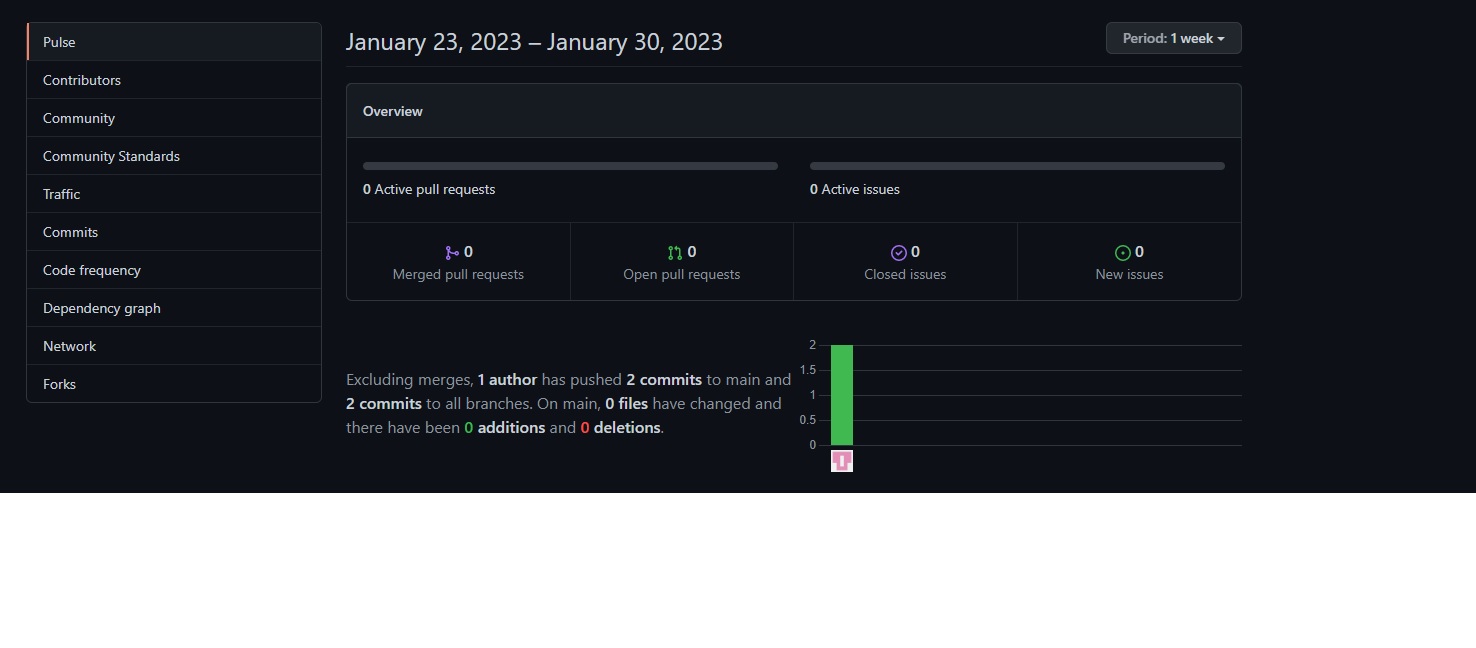 Pulse
Contributors
Community
Community Standards
Traffic
Commits
Code frequency
Dependency graph
Network
Forks
January 23, 2023 – January 30, 2023
Period: 1 week
Overview
0 Active pull requests
0 Active issues
0
Merged pull requests
0
Open pull requests
0
Closed issues
0
New issues
Excluding merges, 1 author has pushed 2 commits to main and
2 commits to all branches. On main, 0 files have changed and
there have been 0 additions and 0 deletions.
2
1.5
1
0.5
0